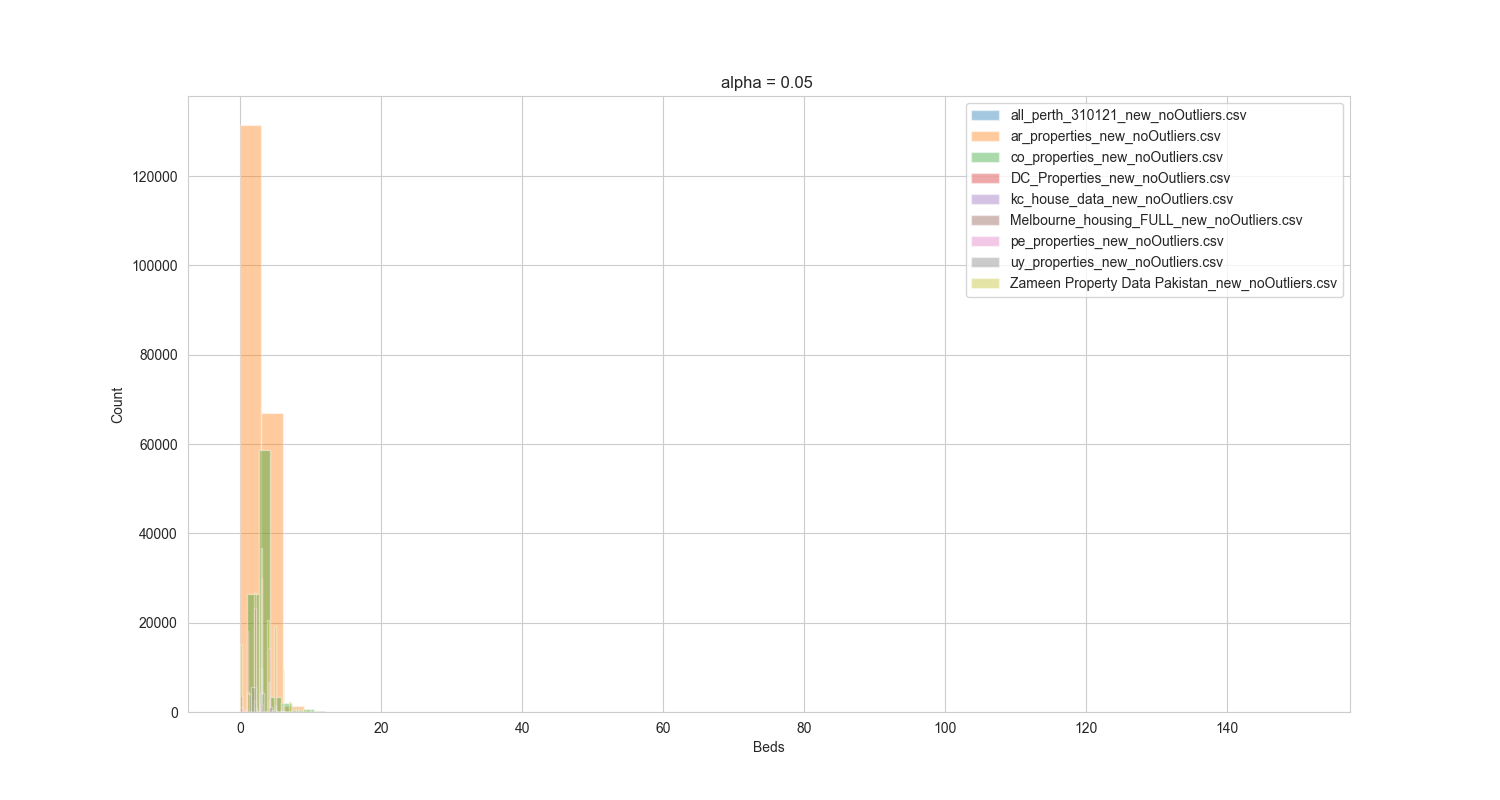 alpha = 0.05
all_perth_310121_new_noOutliers.csv
ar_properties_new_noOutliers.csv
co_properties_new_noOutliers.csv
DC_Properties_new_noOutliers.csv
kc_house_data_new_noOutliers.csv
Melbourne_housing_FULL_new_noOutliers.csv
pe_properties_new_noOutliers.csv
uy_properties_new_noOutliers.csv
Zameen Property Data Pakistan_new_noOutliers.csv
120000
100000
80000
60000
40000
20000
0
Count
0 20 40 60 80 100 120 140
Beds